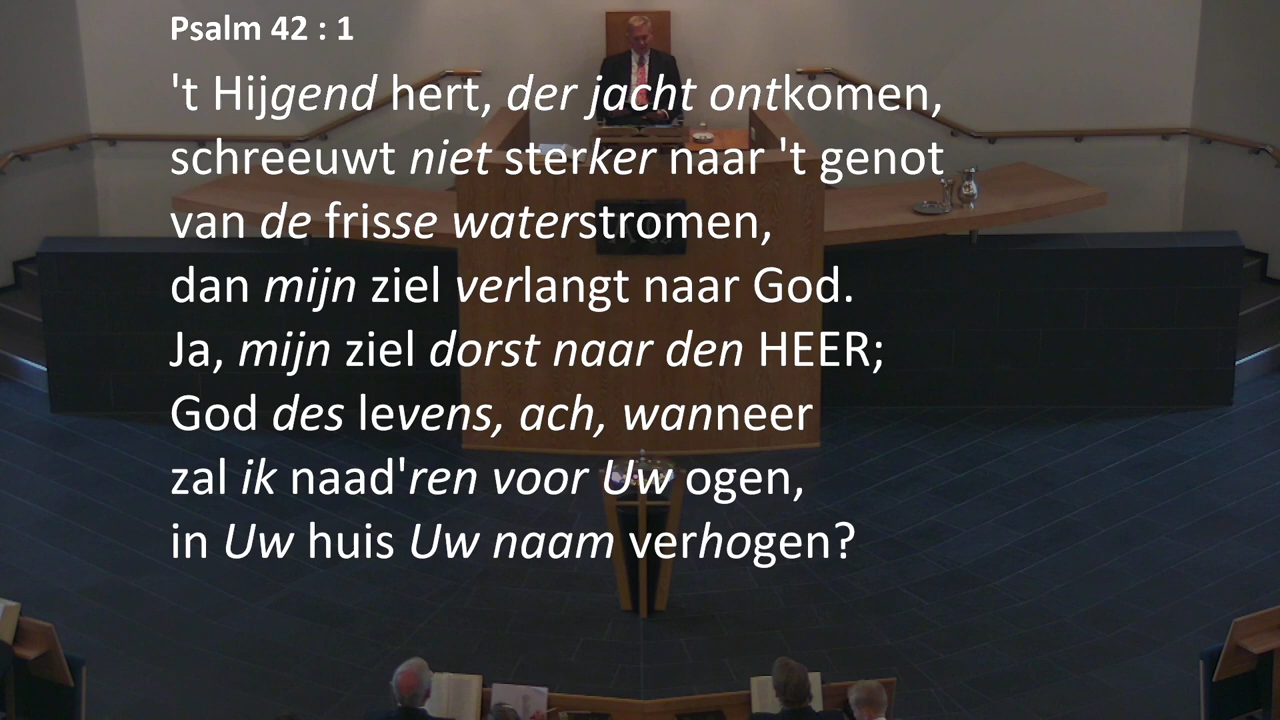 Psalm 42 : 1
't Hijgend hert, der jacht ontkomen,
schreeuwt niet sterker naar 't genot
van de frisse waterstromen,
dan mijn ziel verlangt naar God.
Ja, mijn ziel dorst naar den HEER;
God des levens, ach, wanneer
zal ik naad'ren voor Uw ogen,
in Uw huis Uw naam verhogen?